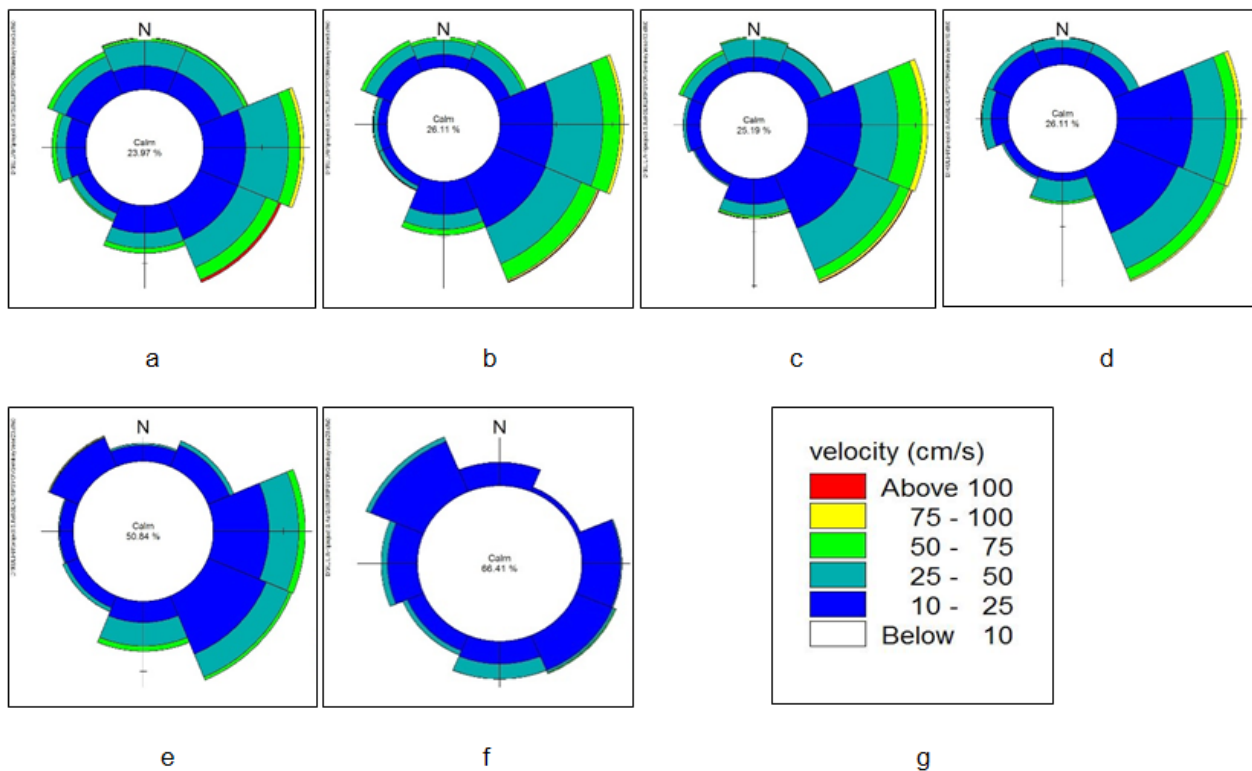 N
Calm
23.97 %
N
Calm
26.11 %
N
Calm
25.19 %
N
Calm
26.11 %
a
b
c
d
N
Calm
50.84 %
N
Calm
66.41 %
velocity (cm/s)
Above 100
75 - 100
50 - 75
25 - 50
10 - 25
Below 10
e
f
g